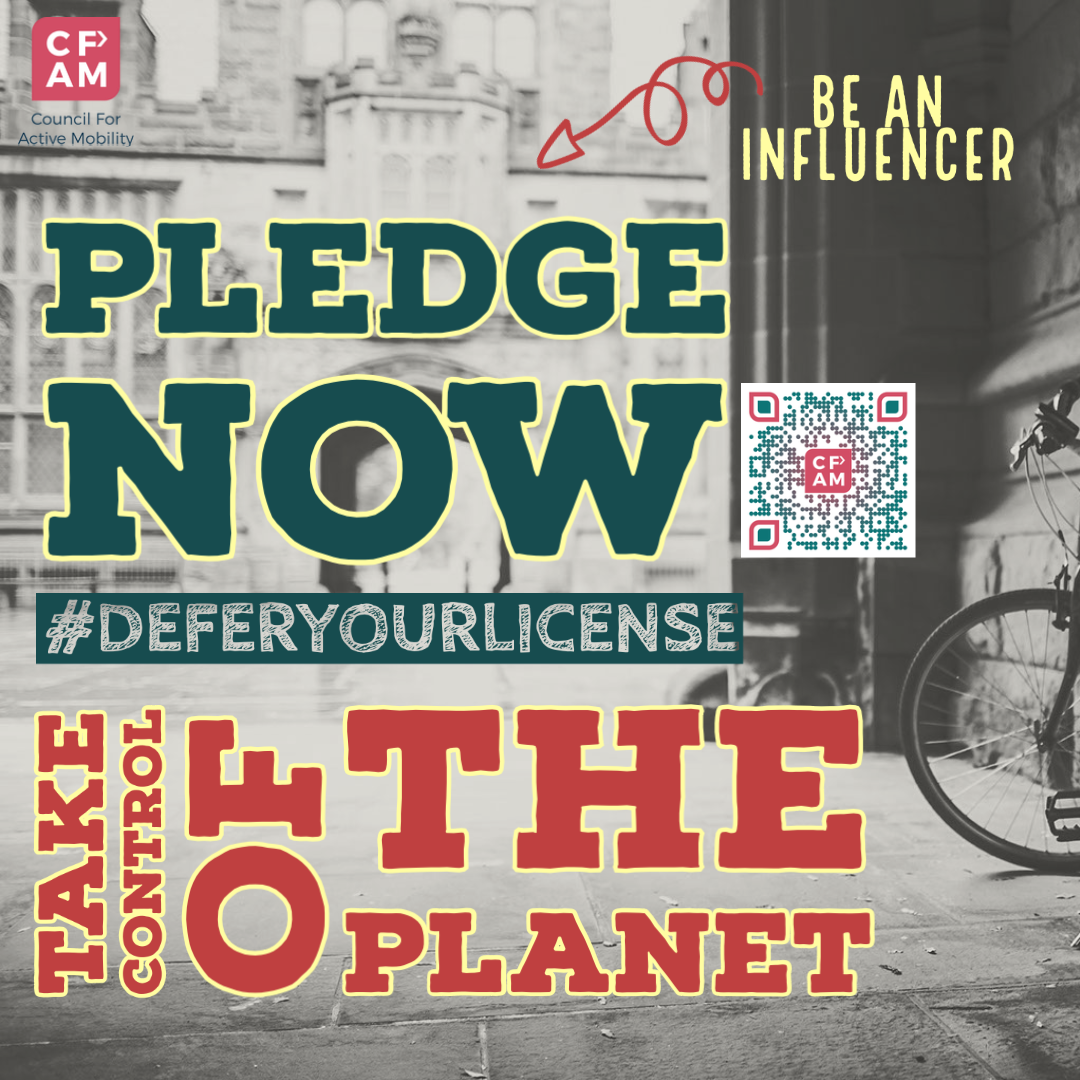 CF
AM
Council For
Active Mobility
BE AN
INFLUENCER
PLEDGE
NOW
CF
AM
#DEFERYOURLICENSE
TAKE
CONTROL
OF
THE
PLANET